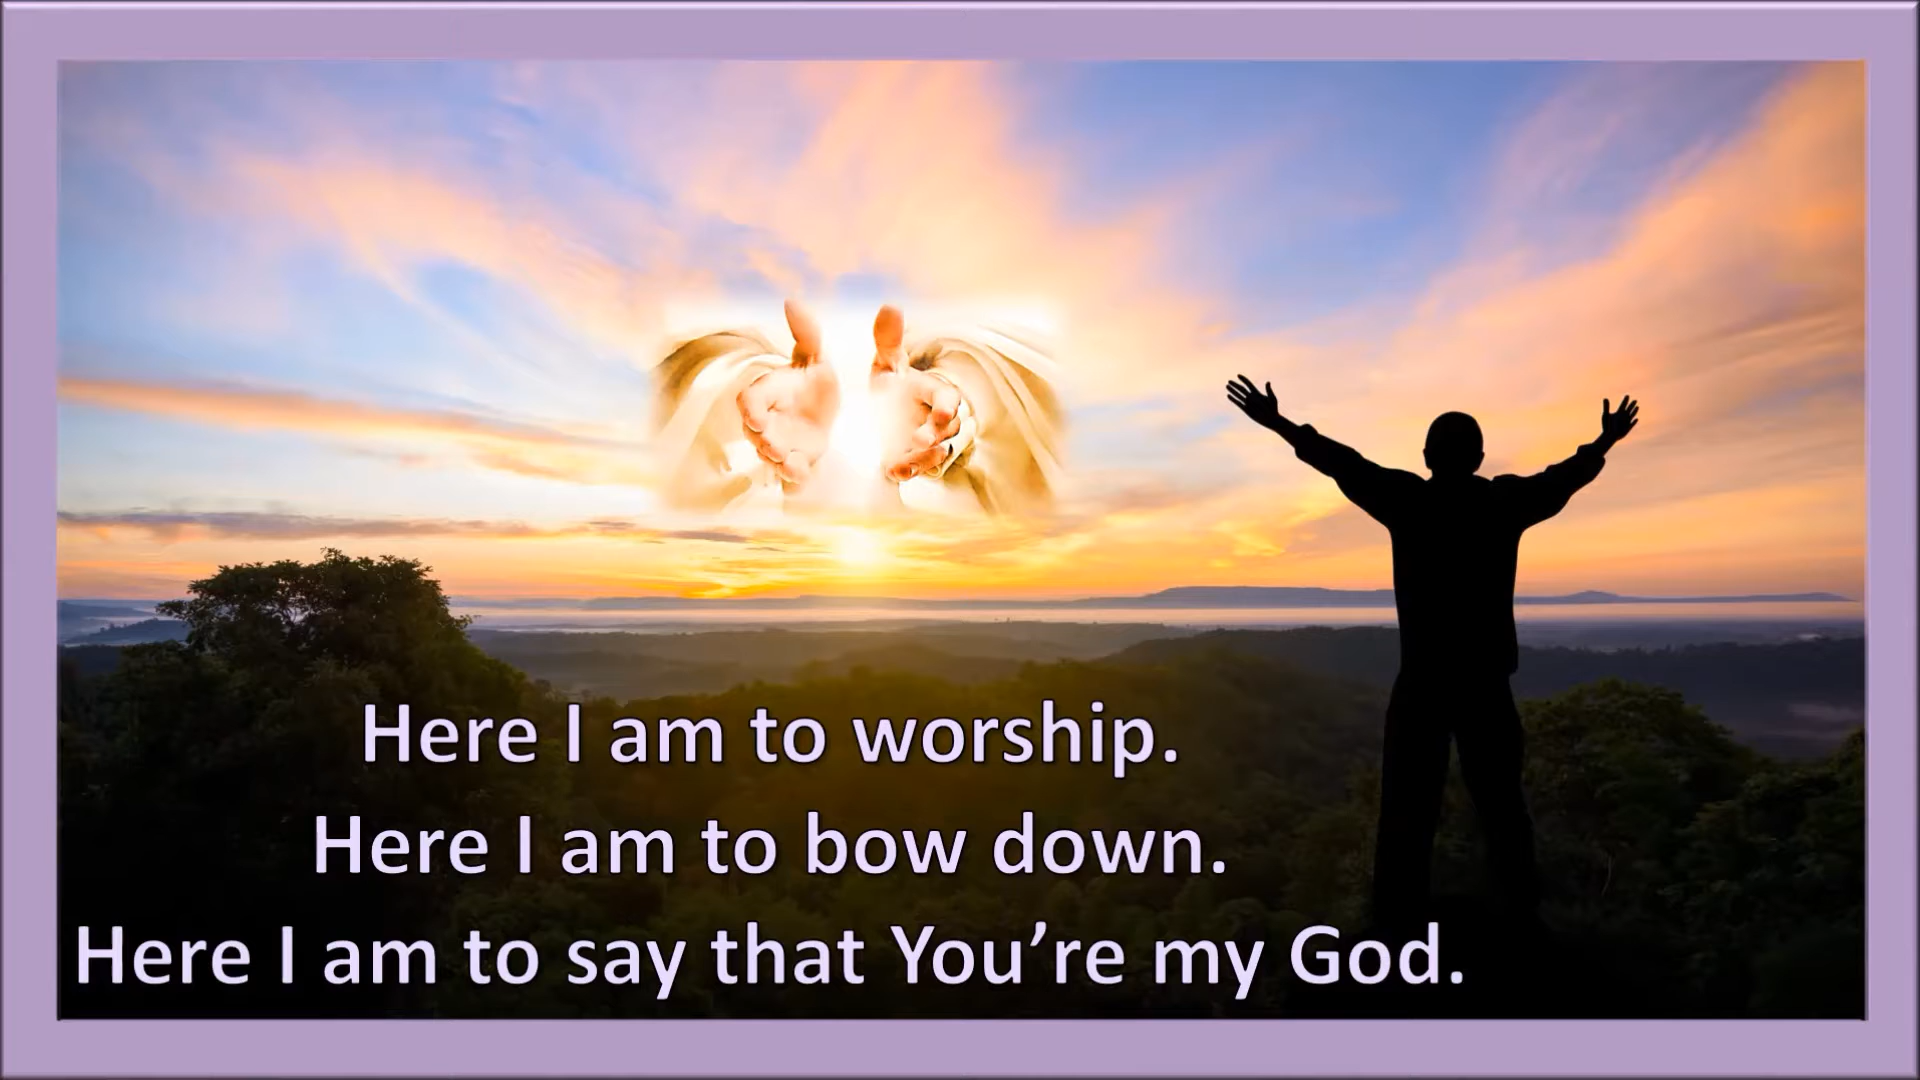 Here I am to worship.
Here I am to bow down.
Here I am to say that You’re my God.